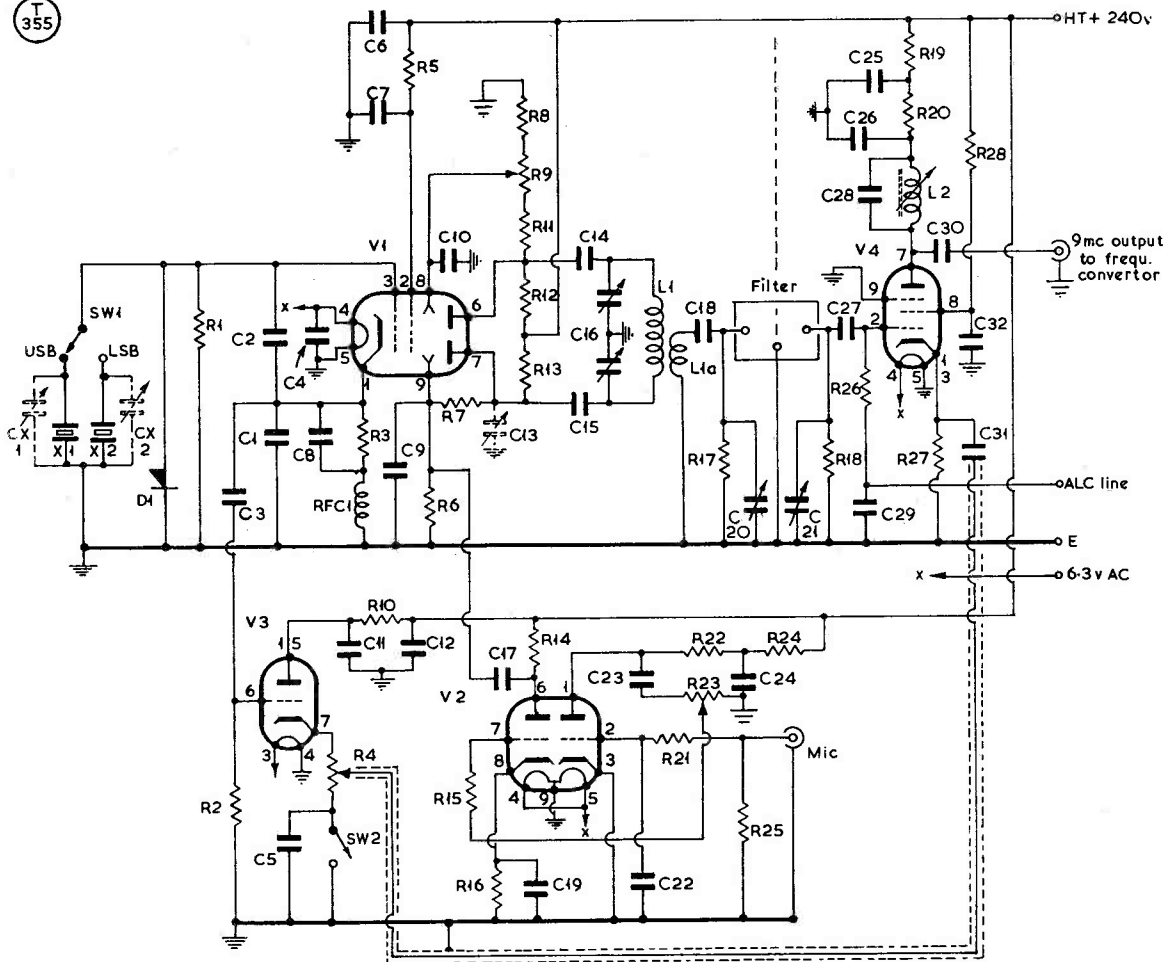 T
355
HT+ 240v
C6
R5
C7
R8
R9
R11
C10
R12
R13
C14
C15
C16
L1
L1a
C18
Filter
C27
C25
R19
R20
C26
C28
L2
R28
C30
9mc output
to frequ.
convertor
V4
7
9
2
8
4
5
1
3
x
C32
R26
R27
C31
C29
ALC line
E
x
6·3v AC
R17
C
20
C
21
R18
V1
3
2
8
4
5
6
7
1
9
x
C4
SW1
USB
LSB
CX
1
X1
X2
CX
2
D1
R1
C2
C1
C3
C8
R3
RFC1
C9
R7
R6
C13
V3
R10
C11
C12
15
6
7
3
4
R4
R2
C5
SW2
V2
C17
R14
6
1
7
2
8
3
4
9
5
x
C23
R22
R24
R23
C24
R21
Mic
R15
R25
R16
C19
C22